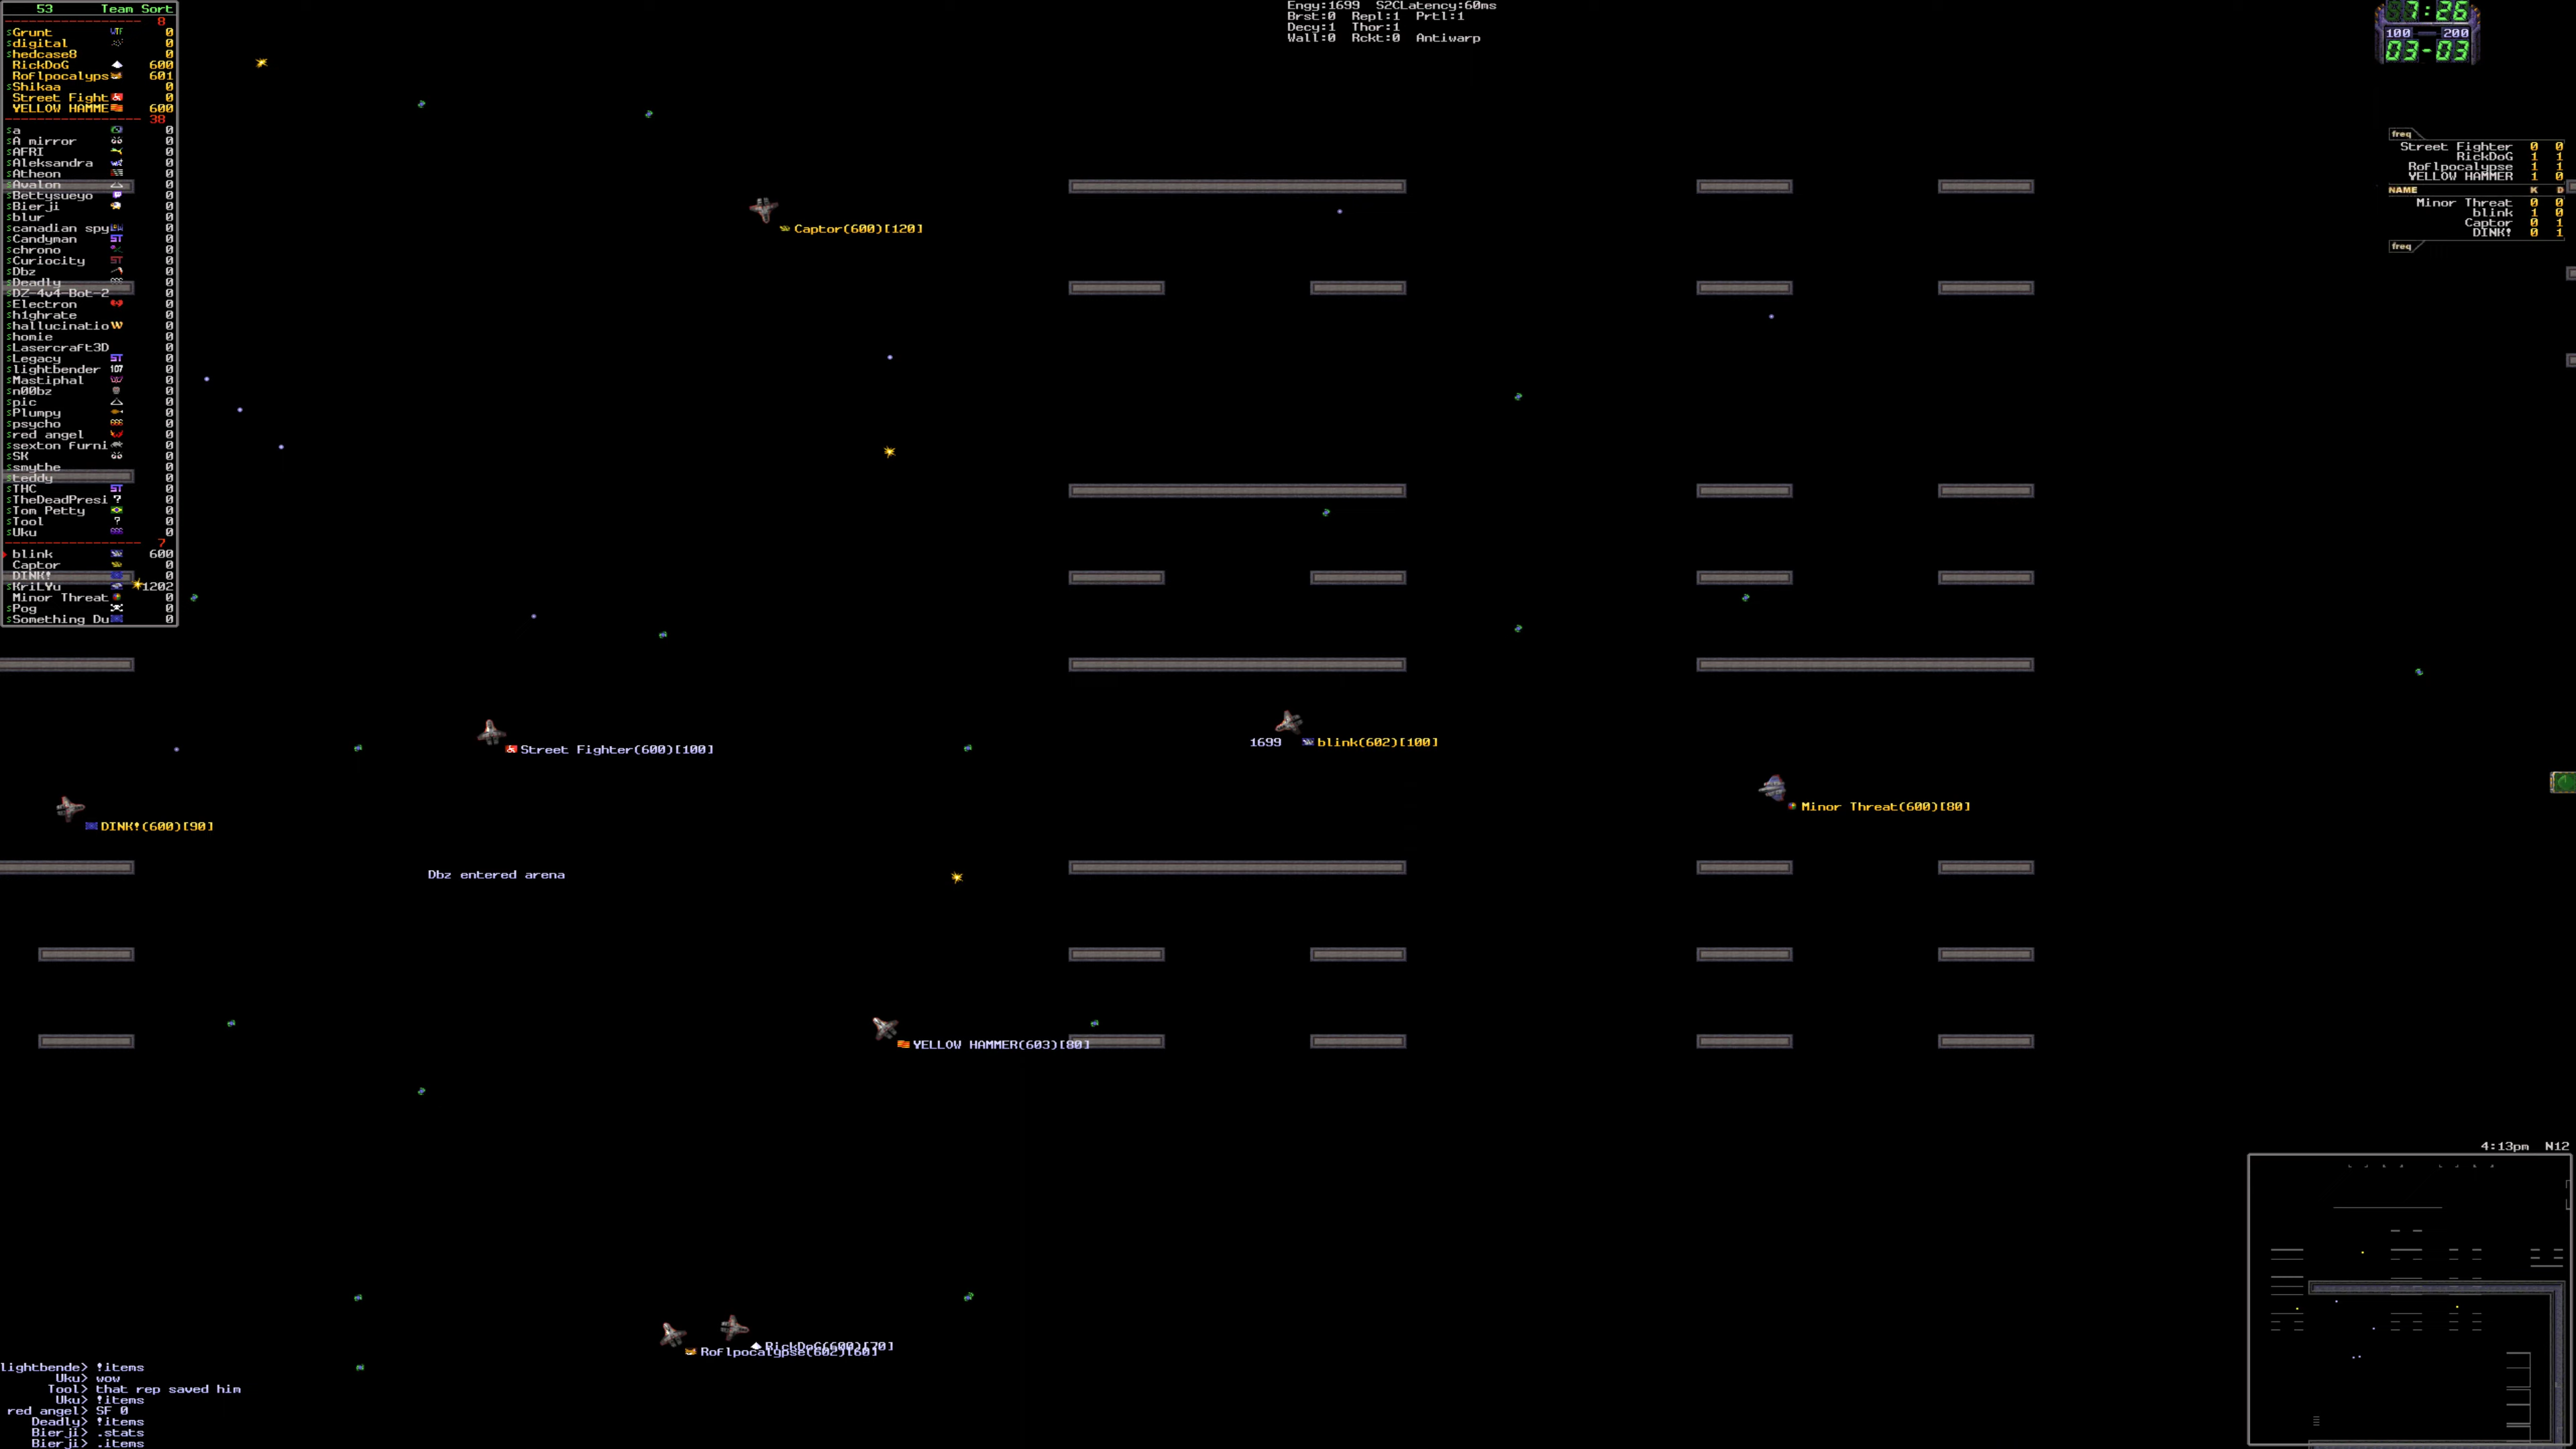 53 Team Sort
8
$Grunt 0
$digital 0
$hedcase8 0
RickDoG 600
Roflpocalyps 601
$Shikaa 0
Street Fight 0
YELLOW HAMME 600
38
$a 0
$A mirror 0
$AFRI 0
$Aleksandra 0
$Atheon 0
$Avalon 0
$Bettysueyo 0
$Bierji 0
$blur 0
$canadian spy 0
$Candyman ST 0
$chrono 0
$Curiocity ST 0
$Dbz 0
$Deadly 0
$DZ-4v4-Bot-2 0
$Electron 0
$h1ghrate 0
$hallucinatio W 0
$homie 0
$Lasercraft3D 0
$Legacy ST 0
$lightbender 107 0
$Mastiphal 0
$n00bz 0
$pic 0
$Plumpy 0
$psycho 0
$red angel 0
$sexton furni 0
$SK 0
$smythe 0
$teddy 0
$THC ST 0
$TheDeadPresi ? 0
$Tom Petty 0
$Tool ? 0
$Uku 0
7
blink 600
Captor 0
DINK! 0
$KrilYu 1202
Minor Threat 0
$Pog 0
$Something Du 0
Engy:1699 S2CLatency:60ms
Brst:0 Repl:1 Prtl:1
Decy:1 Thor:1
Wall:0 Rckt:0 Antiwarp
7:26
100 200
03-03
freq
Street Fighter 0 0
RickDoG 1 1
Roflpocalypse 1 1
YELLOW HAMMER 1 0
NAME K D
Minor Threat 0 0
blink 1 0
Captor 0 1
DINK! 0 1
freq
Captor(600)[120]
Street Fighter(600)[100]
1699 blink(602)[100]
Minor Threat(600)[80]
DINK!(600)[90]
Dbz entered arena
YELLOW HAMMER(603)[80]
RickDoG(600)[70]
Roflpocalypse(602)[60]
4:13pm N12
lightbende> !items
Uku> wow
Tool> that rep saved him
Uku> !items
red angel> SF 0
Deadly> !items
Bierji> .stats
Bierji> .items